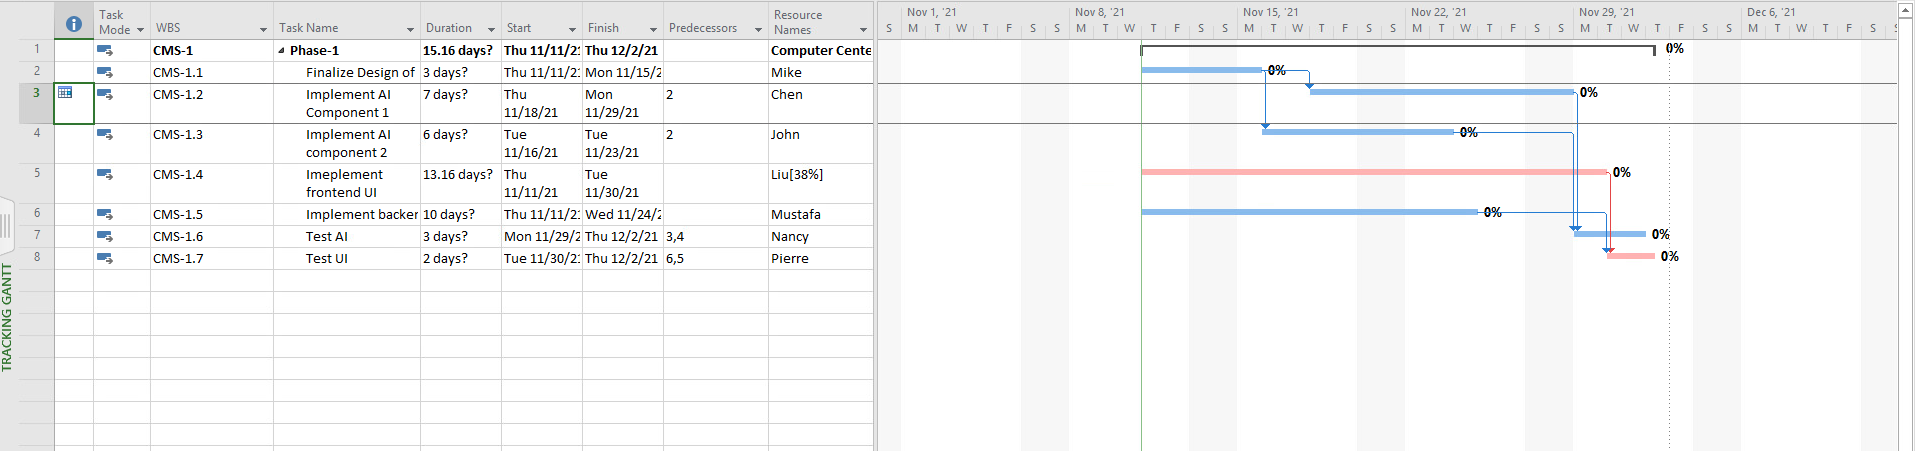 Task Mode WBS Task Name Duration Start Finish Predecessors Resource Names
Nov 1, '21 Nov 8, '21 Nov 15, '21 Nov 22, '21 Nov 29, '21 Dec 6, '21
S M T W T F S S M T W T F S S M T W T F S S M T W T F S S M T W T F S S M T W T F S S
1 CMS-1 Phase-1 15.16 days? Thu 11/11/21 Thu 12/2/21 Computer Cente 0%
2 CMS-1.1 Finalize Design of 3 days? Thu 11/11/21 Mon 11/15/2 Mike 0%
3 CMS-1.2 Implement AI Component 1 7 days? Thu 11/18/21 Mon 11/29/21 2 Chen 0%
4 CMS-1.3 Implement AI component 2 6 days? Tue 11/16/21 Tue 11/23/21 2 John 0%
5 CMS-1.4 Imeplement frontend UI 13.16 days? Thu 11/11/21 Tue 11/30/21 Liu[38%] 0%
6 CMS-1.5 Implement backer 10 days? Thu 11/11/21 Wed 11/24/2 Mustafa 0%
7 CMS-1.6 Test AI 3 days? Mon 11/29/2 Thu 12/2/21 3,4 Nancy 0%
8 CMS-1.7 Test UI 2 days? Tue 11/30/21 Thu 12/2/21 6,5 Pierre 0%
TRACKING GANTT